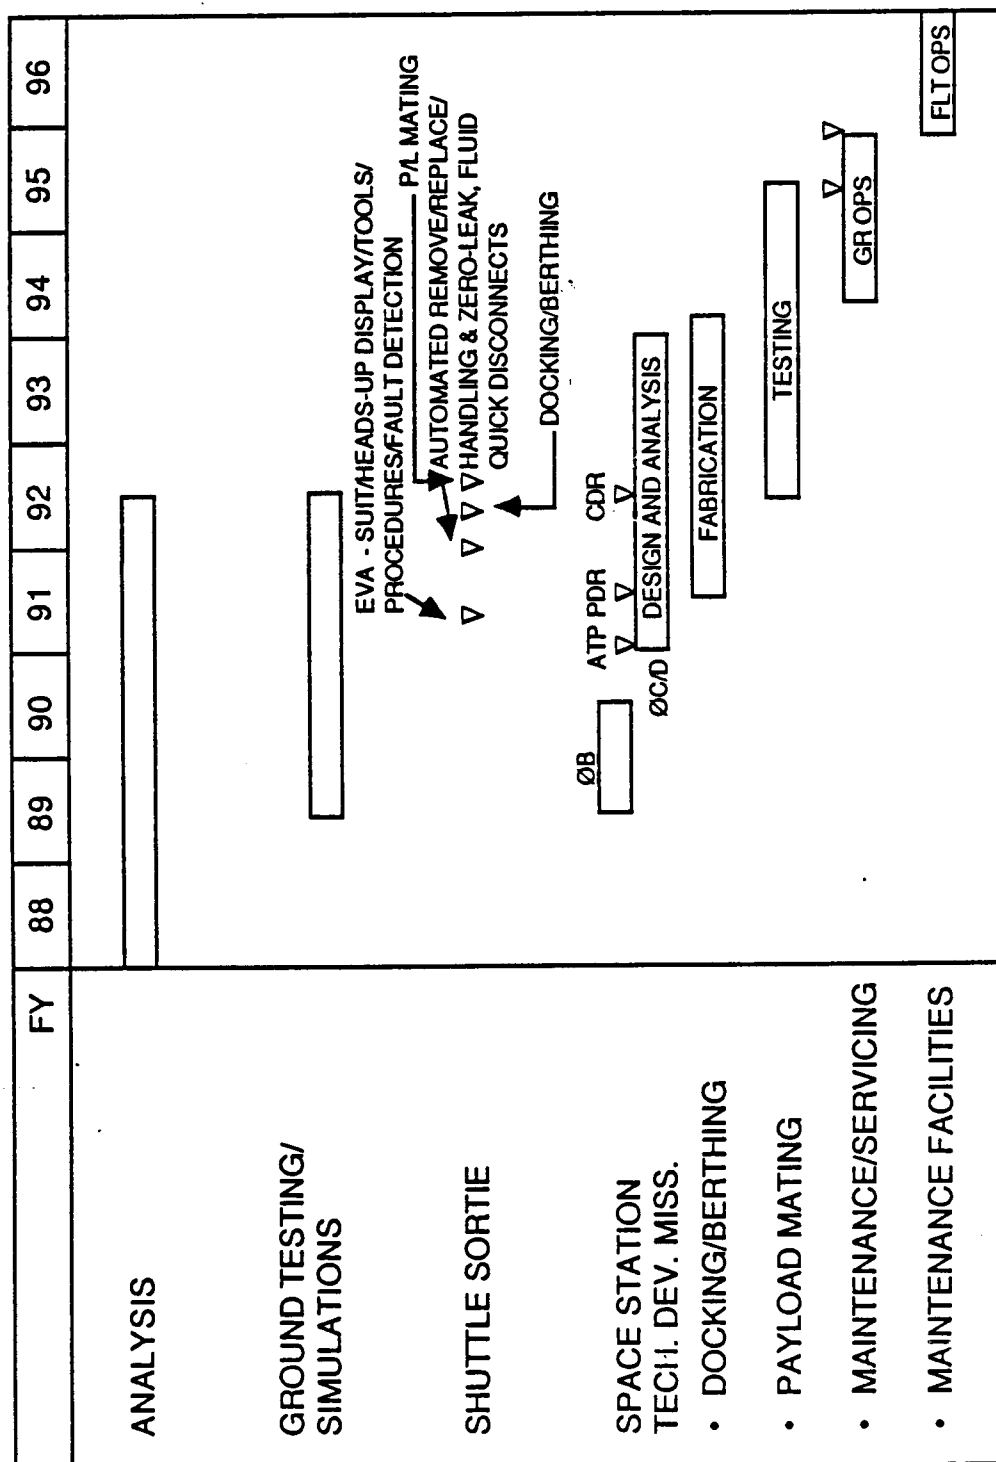 FY 88 89 90 91 92 93 94 95 96
ANALYSIS
GROUND TESTING/
SIMULATIONS
EVA - SUIT/HEADS-UP DISPLAY/TOOLS/
PROCEDURES/FAULT DETECTION
P/L MATING
AUTOMATED REMOVE/REPLACE/
HANDLING & ZERO-LEAK, FLUID
QUICK DISCONNECTS
SHUTTLE SORTIE
DOCKING/BERTHING
SPACE STATION
TECH. DEV. MISS.
ØB
ATP PDR CDR
ØC/D
DESIGN AND ANALYSIS
• DOCKING/BERTHING
FABRICATION
• PAYLOAD MATING
TESTING
• MAINTENANCE/SERVICING
GR OPS
• MAINTENANCE FACILITIES
FLT OPS